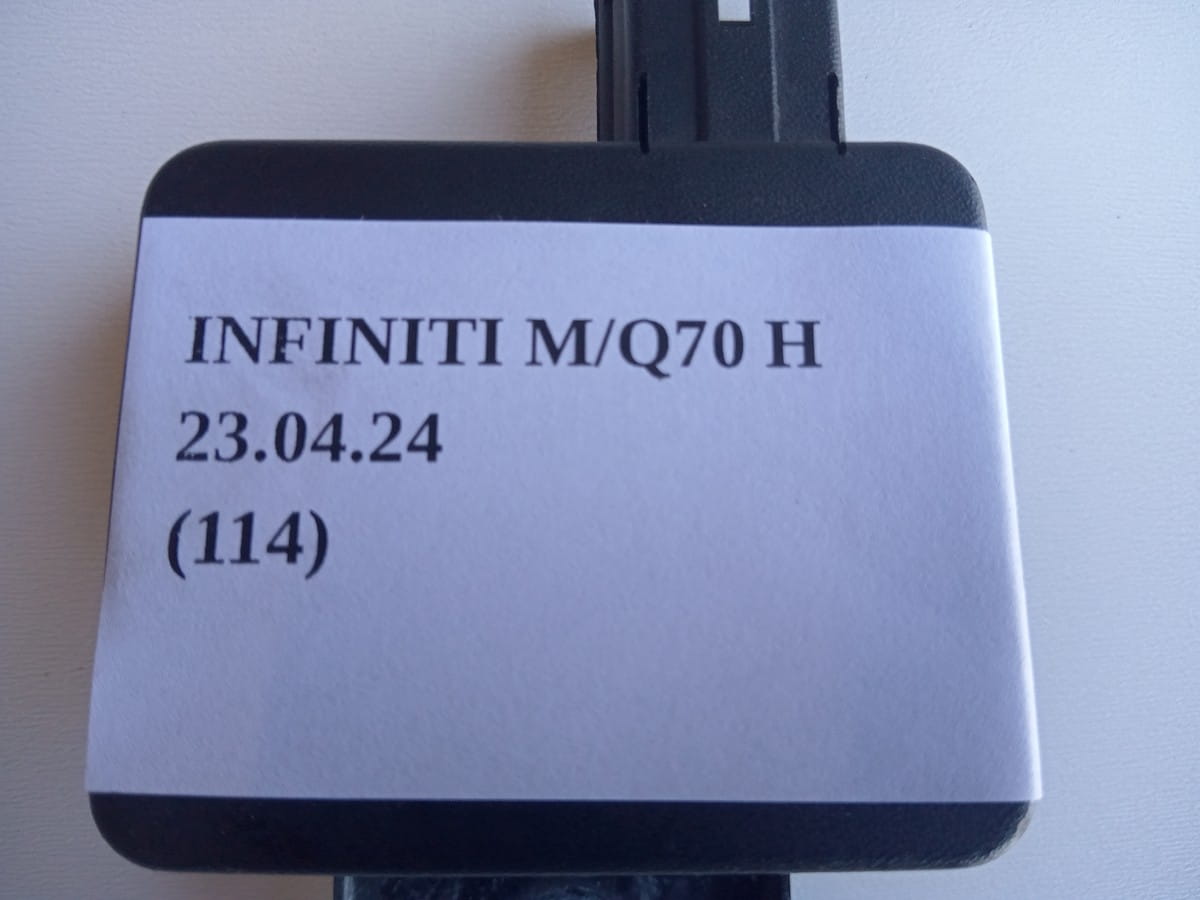 INFINITI M/Q70 H
23.04.24
(114)